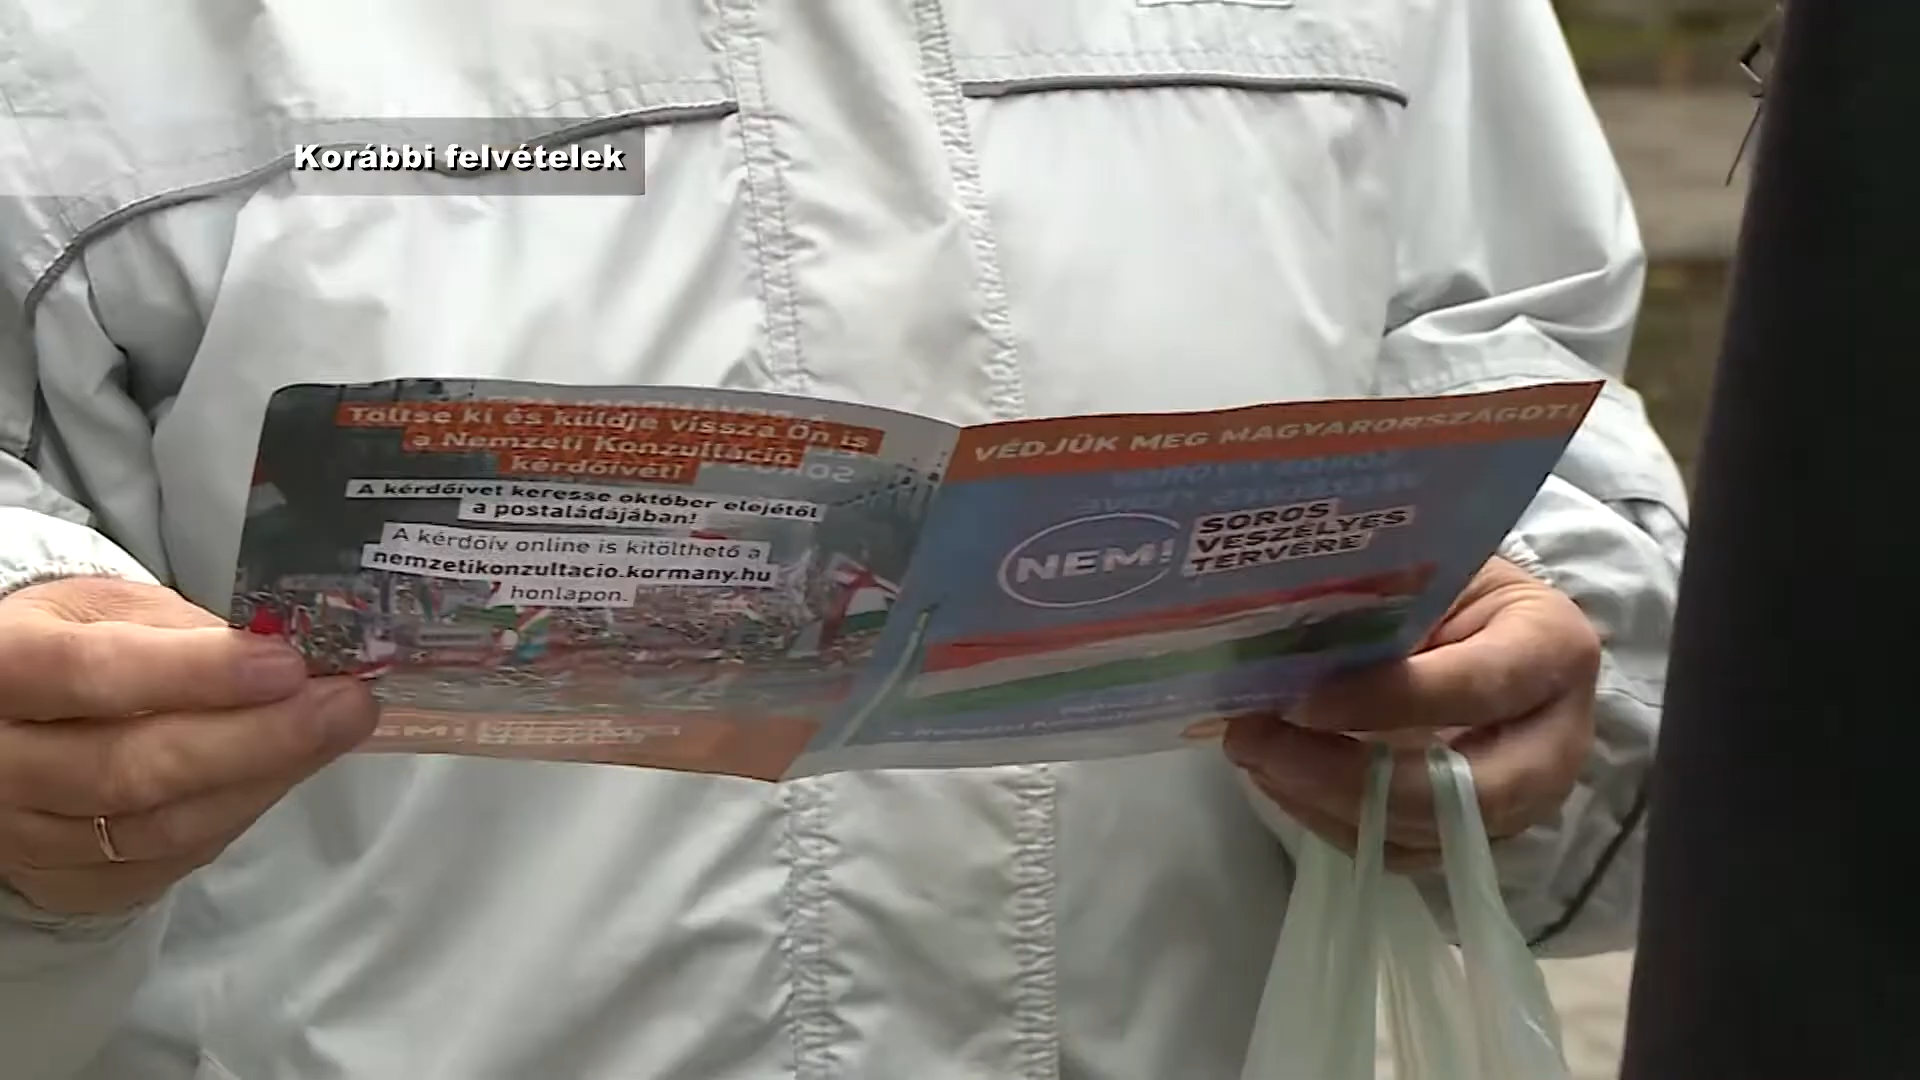 Korábbi felvételek
Töltse ki és küldje vissza Ön is
a Nemzeti Konzultáció
kérdőívét!
A kérdőívet keresse október elejétől
a postaládájában!
A kérdőív online is kitölthető a
nemzetikonzultacio.kormany.hu
honlapon.
VÉDJÜK MEG MAGYARORSZÁGOT!
NEM!
SOROS
VESZÉLYES
TERVÉRE